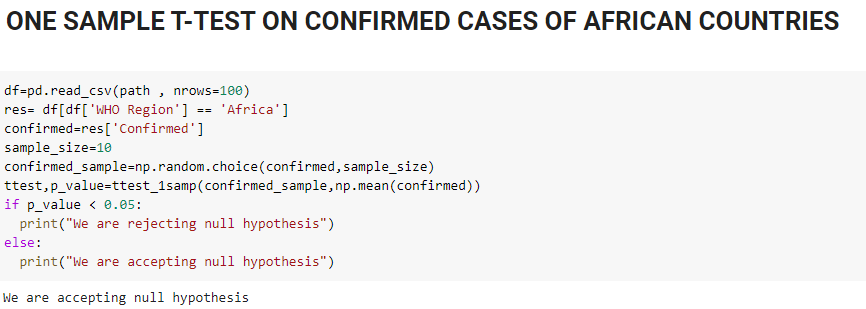 ONE SAMPLE T-TEST ON CONFIRMED CASES OF AFRICAN COUNTRIES
df=pd.read_csv(path , nrows=100)
res= df[df['WHO Region'] == 'Africa']
confirmed=res['Confirmed']
sample_size=10
confirmed_sample=np.random.choice(confirmed,sample_size)
ttest,p_value=ttest_1samp(confirmed_sample,np.mean(confirmed))
if p_value < 0.05:
  print("We are rejecting null hypothesis")
else:
  print("We are accepting null hypothesis")
We are accepting null hypothesis